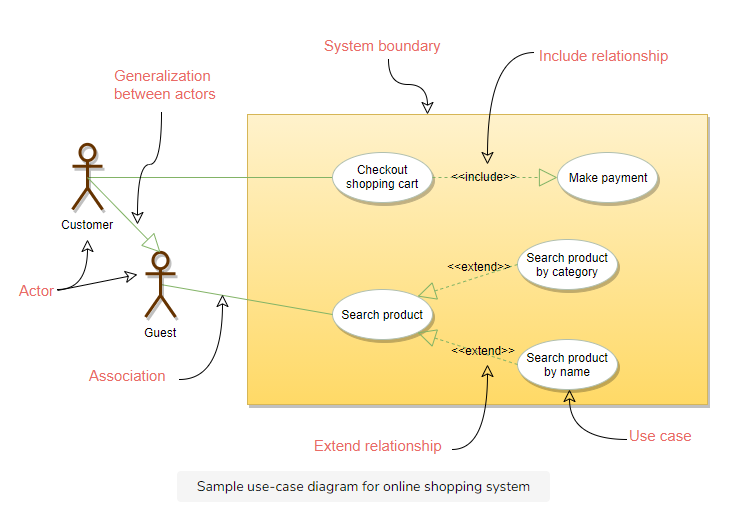 System boundary
Include relationship
Generalization
between actors
Checkout
shopping cart
<<include>>
Make payment
Customer
Search product
by category
<<extend>>
Actor
Search product
Guest
<<extend>>
Search product
by name
Association
Extend relationship
Use case
Sample use-case diagram for online shopping system